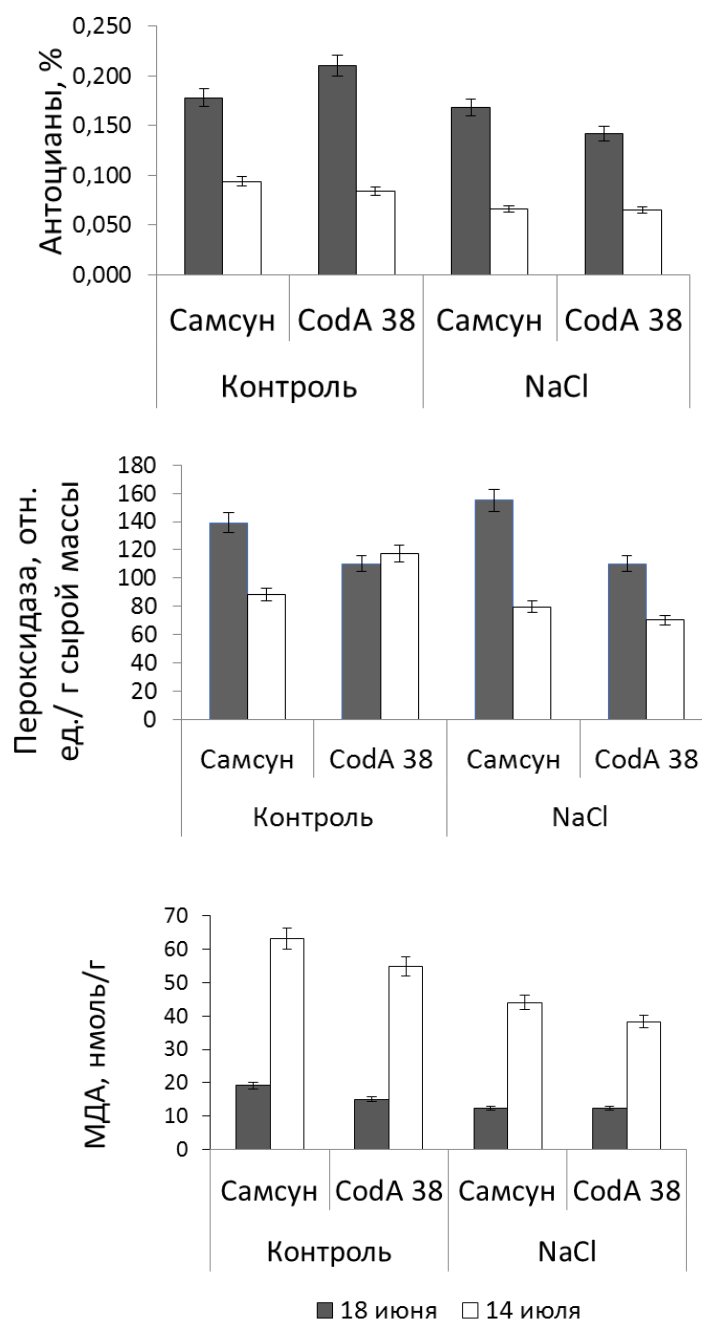 Антоцианы, %
0,250
0,200
0,150
0,100
0,050
0,000
Самсун CodA 38 Самсун CodA 38
Контроль NaCl
Пероксидаза, отн.
ед./ г сырой массы
180
160
140
120
100
80
60
40
20
0
Самсун CodA 38 Самсун CodA 38
Контроль NaCl
МДА, нмоль/г
70
60
50
40
30
20
10
0
Самсун CodA 38 Самсун CodA 38
Контроль NaCl
18 июня 14 июля